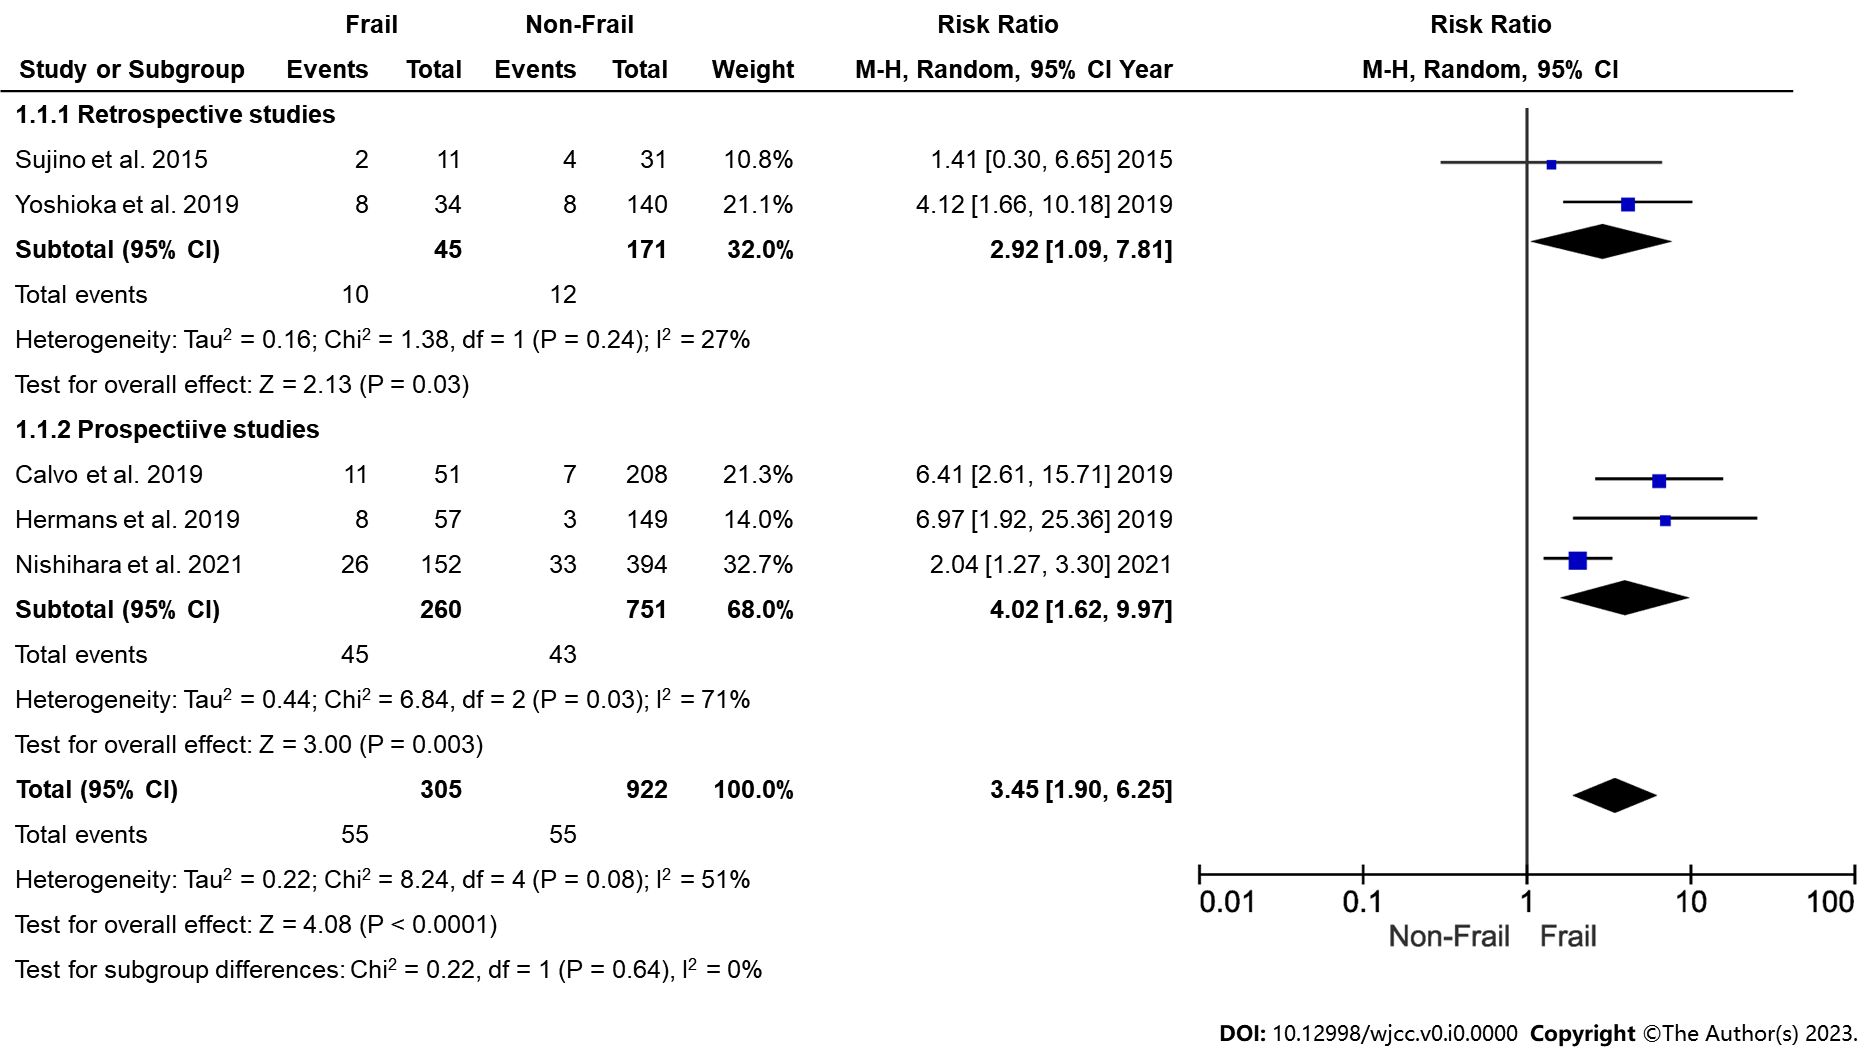 Frail Non-Frail Risk Ratio Risk Ratio
Study or Subgroup Events Total Events Total Weight M-H, Random, 95% CI Year M-H, Random, 95% CI
1.1.1 Retrospective studies
Sujino et al. 2015 2 11 4 31 10.8% 1.41 [0.30, 6.65] 2015
Yoshioka et al. 2019 8 34 8 140 21.1% 4.12 [1.66, 10.18] 2019
Subtotal (95% CI) 45 171 32.0% 2.92 [1.09, 7.81]
Total events 10 12
Heterogeneity: Tau² = 0.16; Chi² = 1.38, df = 1 (P = 0.24); I² = 27%
Test for overall effect: Z = 2.13 (P = 0.03)
1.1.2 Prospectiive studies
Calvo et al. 2019 11 51 7 208 21.3% 6.41 [2.61, 15.71] 2019
Hermans et al. 2019 8 57 3 149 14.0% 6.97 [1.92, 25.36] 2019
Nishihara et al. 2021 26 152 33 394 32.7% 2.04 [1.27, 3.30] 2021
Subtotal (95% CI) 260 751 68.0% 4.02 [1.62, 9.97]
Total events 45 43
Heterogeneity: Tau² = 0.44; Chi² = 6.84, df = 2 (P = 0.03); I² = 71%
Test for overall effect: Z = 3.00 (P = 0.003)
Total (95% CI) 305 922 100.0% 3.45 [1.90, 6.25]
Total events 55 55
Heterogeneity: Tau² = 0.22; Chi² = 8.24, df = 4 (P = 0.08); I² = 51%
Test for overall effect: Z = 4.08 (P < 0.0001)
Test for subgroup differences: Chi² = 0.22, df = 1 (P = 0.64), I² = 0%
0.01 0.1 1 10 100
Non-Frail Frail
DOI: 10.12998/wjcc.v0.i0.0000 Copyright ©The Author(s) 2023.